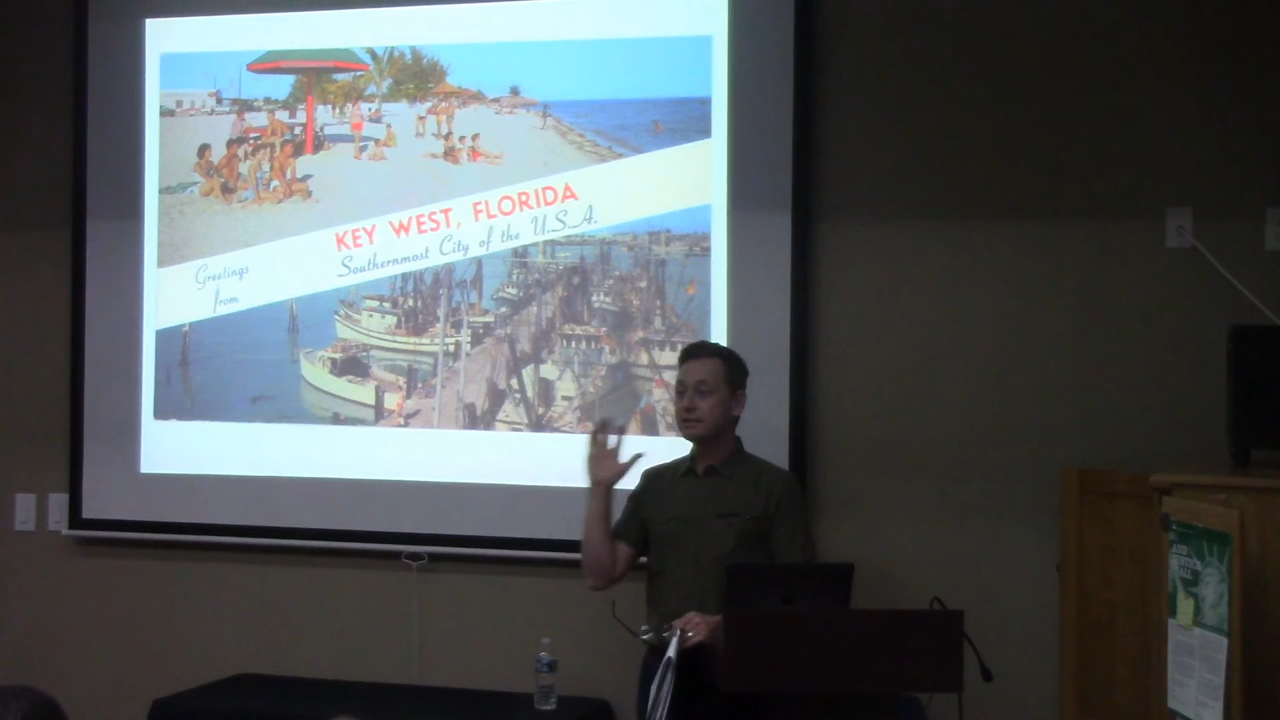 KEY WEST, FLORIDA
Southernmost City of the U.S.A.
Greetings
from